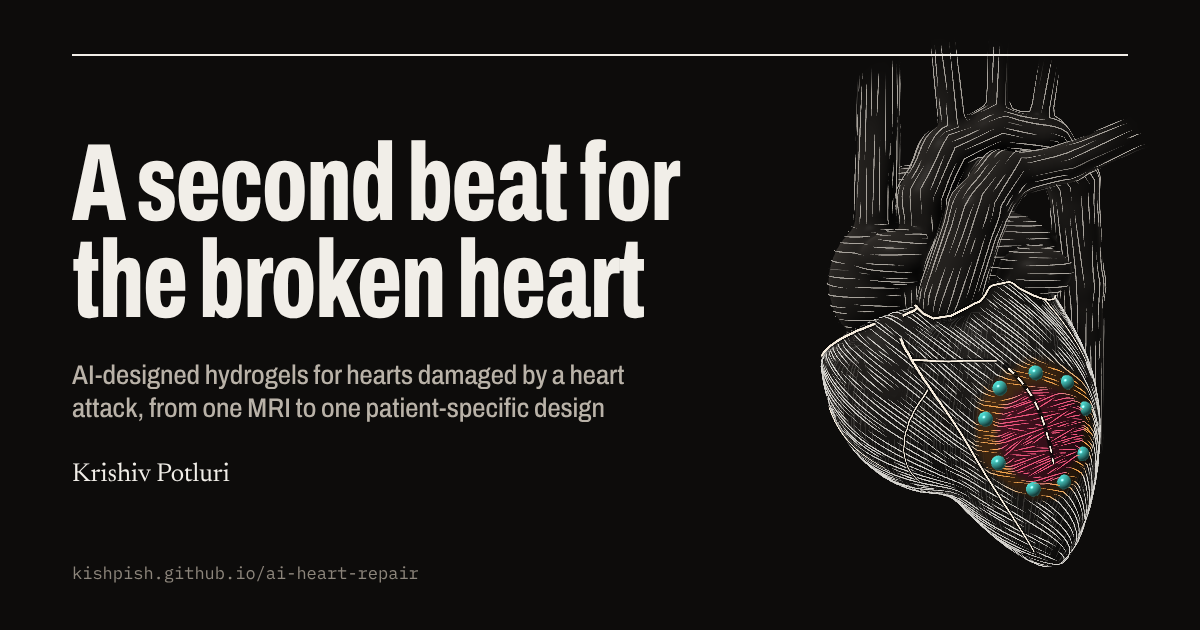 A second beat for
the broken heart
AI-designed hydrogels for hearts damaged by a heart
attack, from one MRI to one patient-specific design
Krishiv Potluri
kishpish.github.io/ai-heart-repair